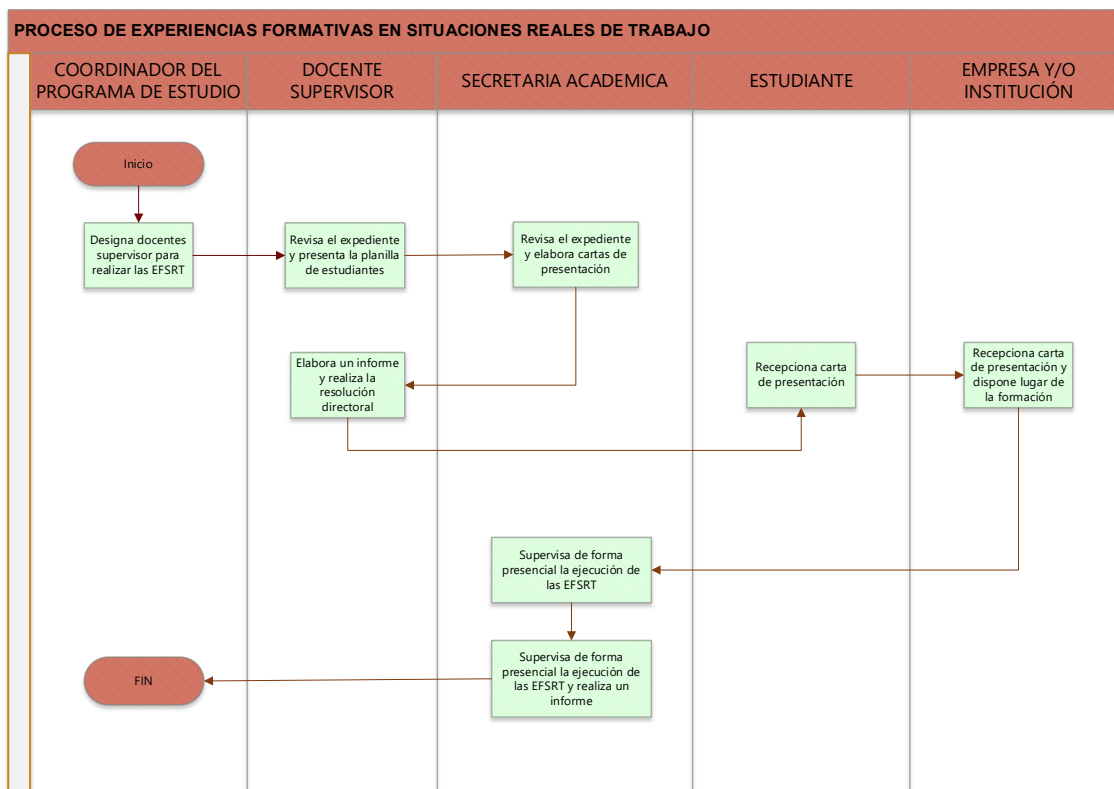 PROCESO DE EXPERIENCIAS FORMATIVAS EN SITUACIONES REALES DE TRABAJO
COORDINADOR DEL
PROGRAMA DE ESTUDIO
DOCENTE
SUPERVISOR
SECRETARIA ACADEMICA
ESTUDIANTE
EMPRESA Y/O
INSTITUCIÓN
Inicio
Designa docentes
supervisor para
realizar las EFSRT
Revisa el expediente
y presenta la planilla
de estudiantes
Revisa el expediente
y elabora cartas de
presentación
Elabora un informe
y realiza la
resolución
directoral
Recepciona carta
de presentación
Recepciona carta
de presentación y
dispone lugar de
la formación
Supervisa de forma
presencial la ejecución de
las EFSRT
Supervisa de forma
presencial la ejecución de
las EFSRT y realiza un
informe
FIN